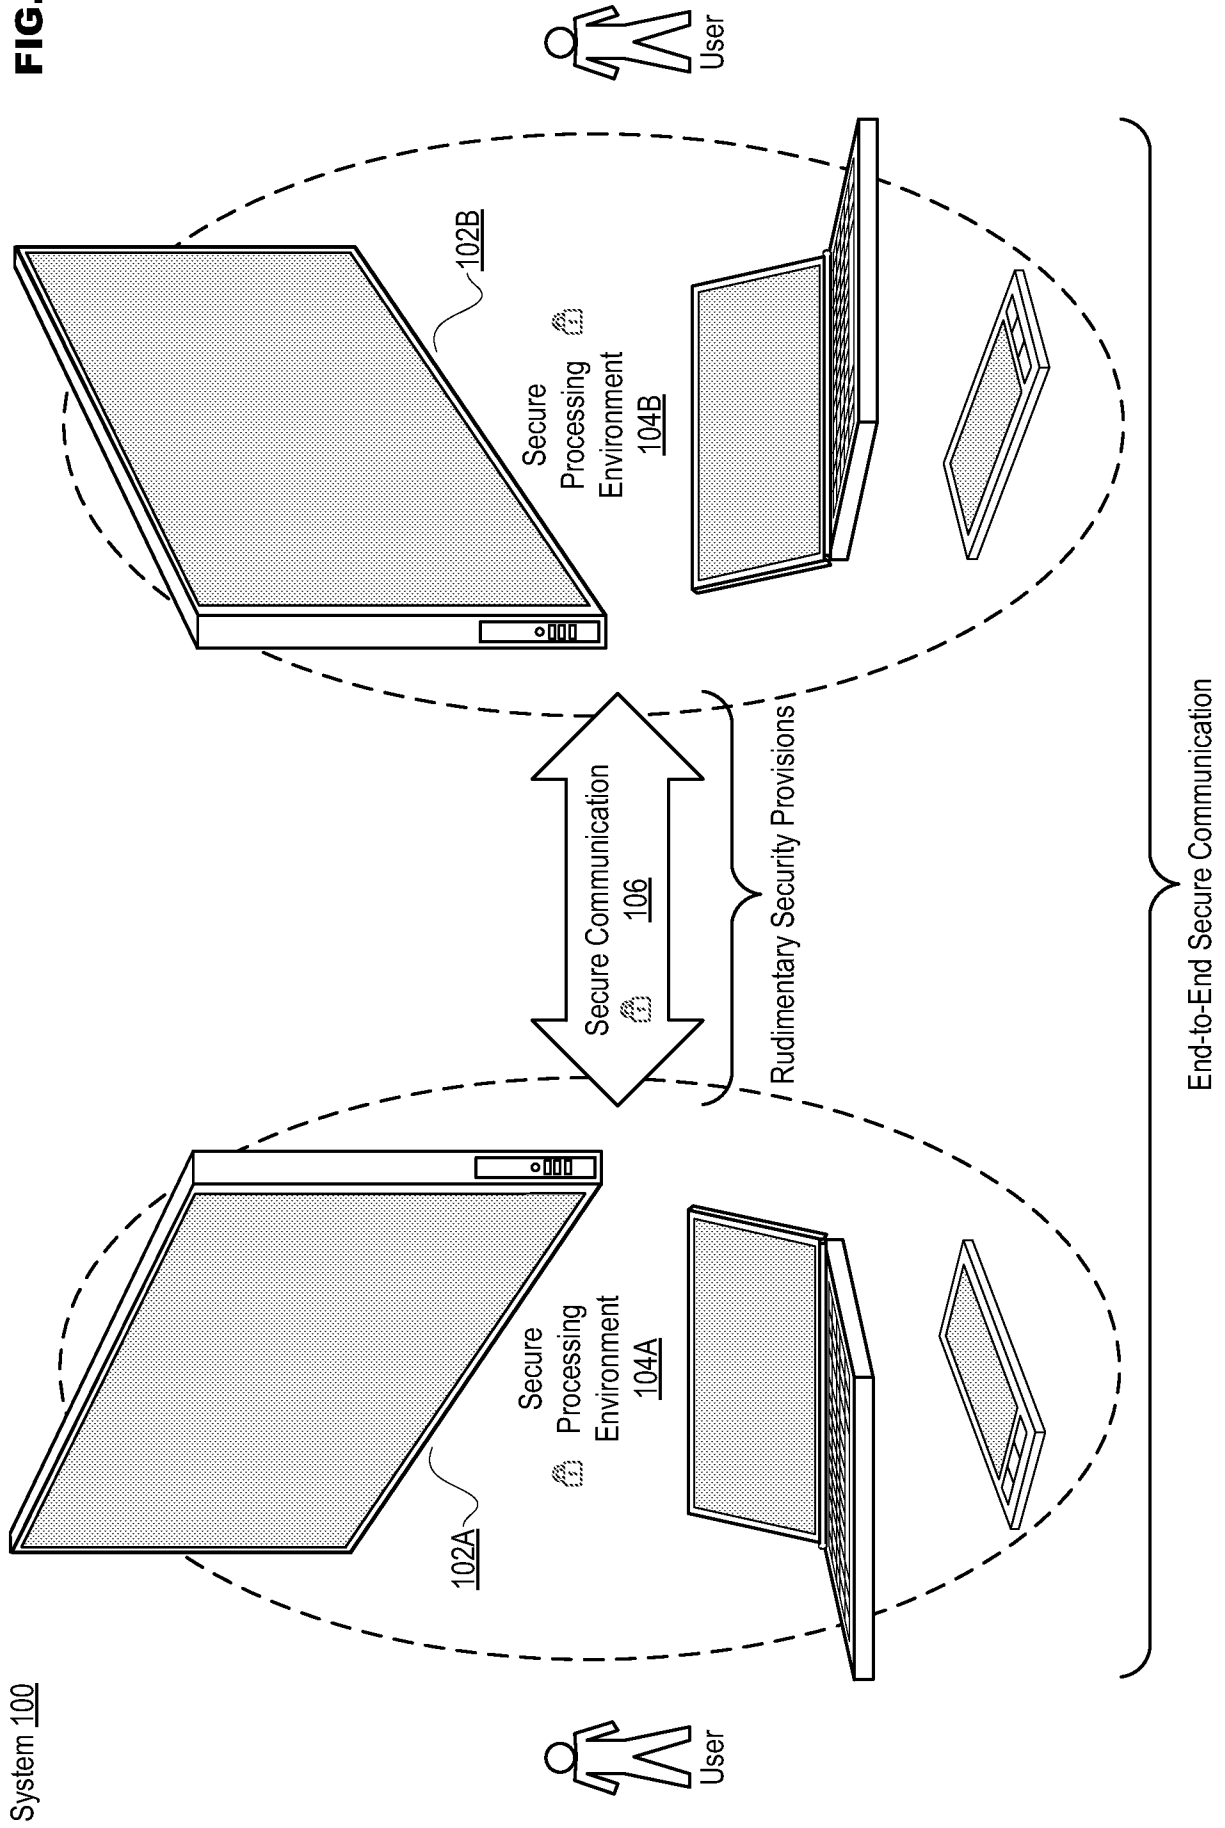 System 100
FIG.
102A
102B
Secure
Processing
Environment
104A
Secure Communication
106
Secure
Processing
Environment
104B
User
User
Rudimentary Security Provisions
End-to-End Secure Communication